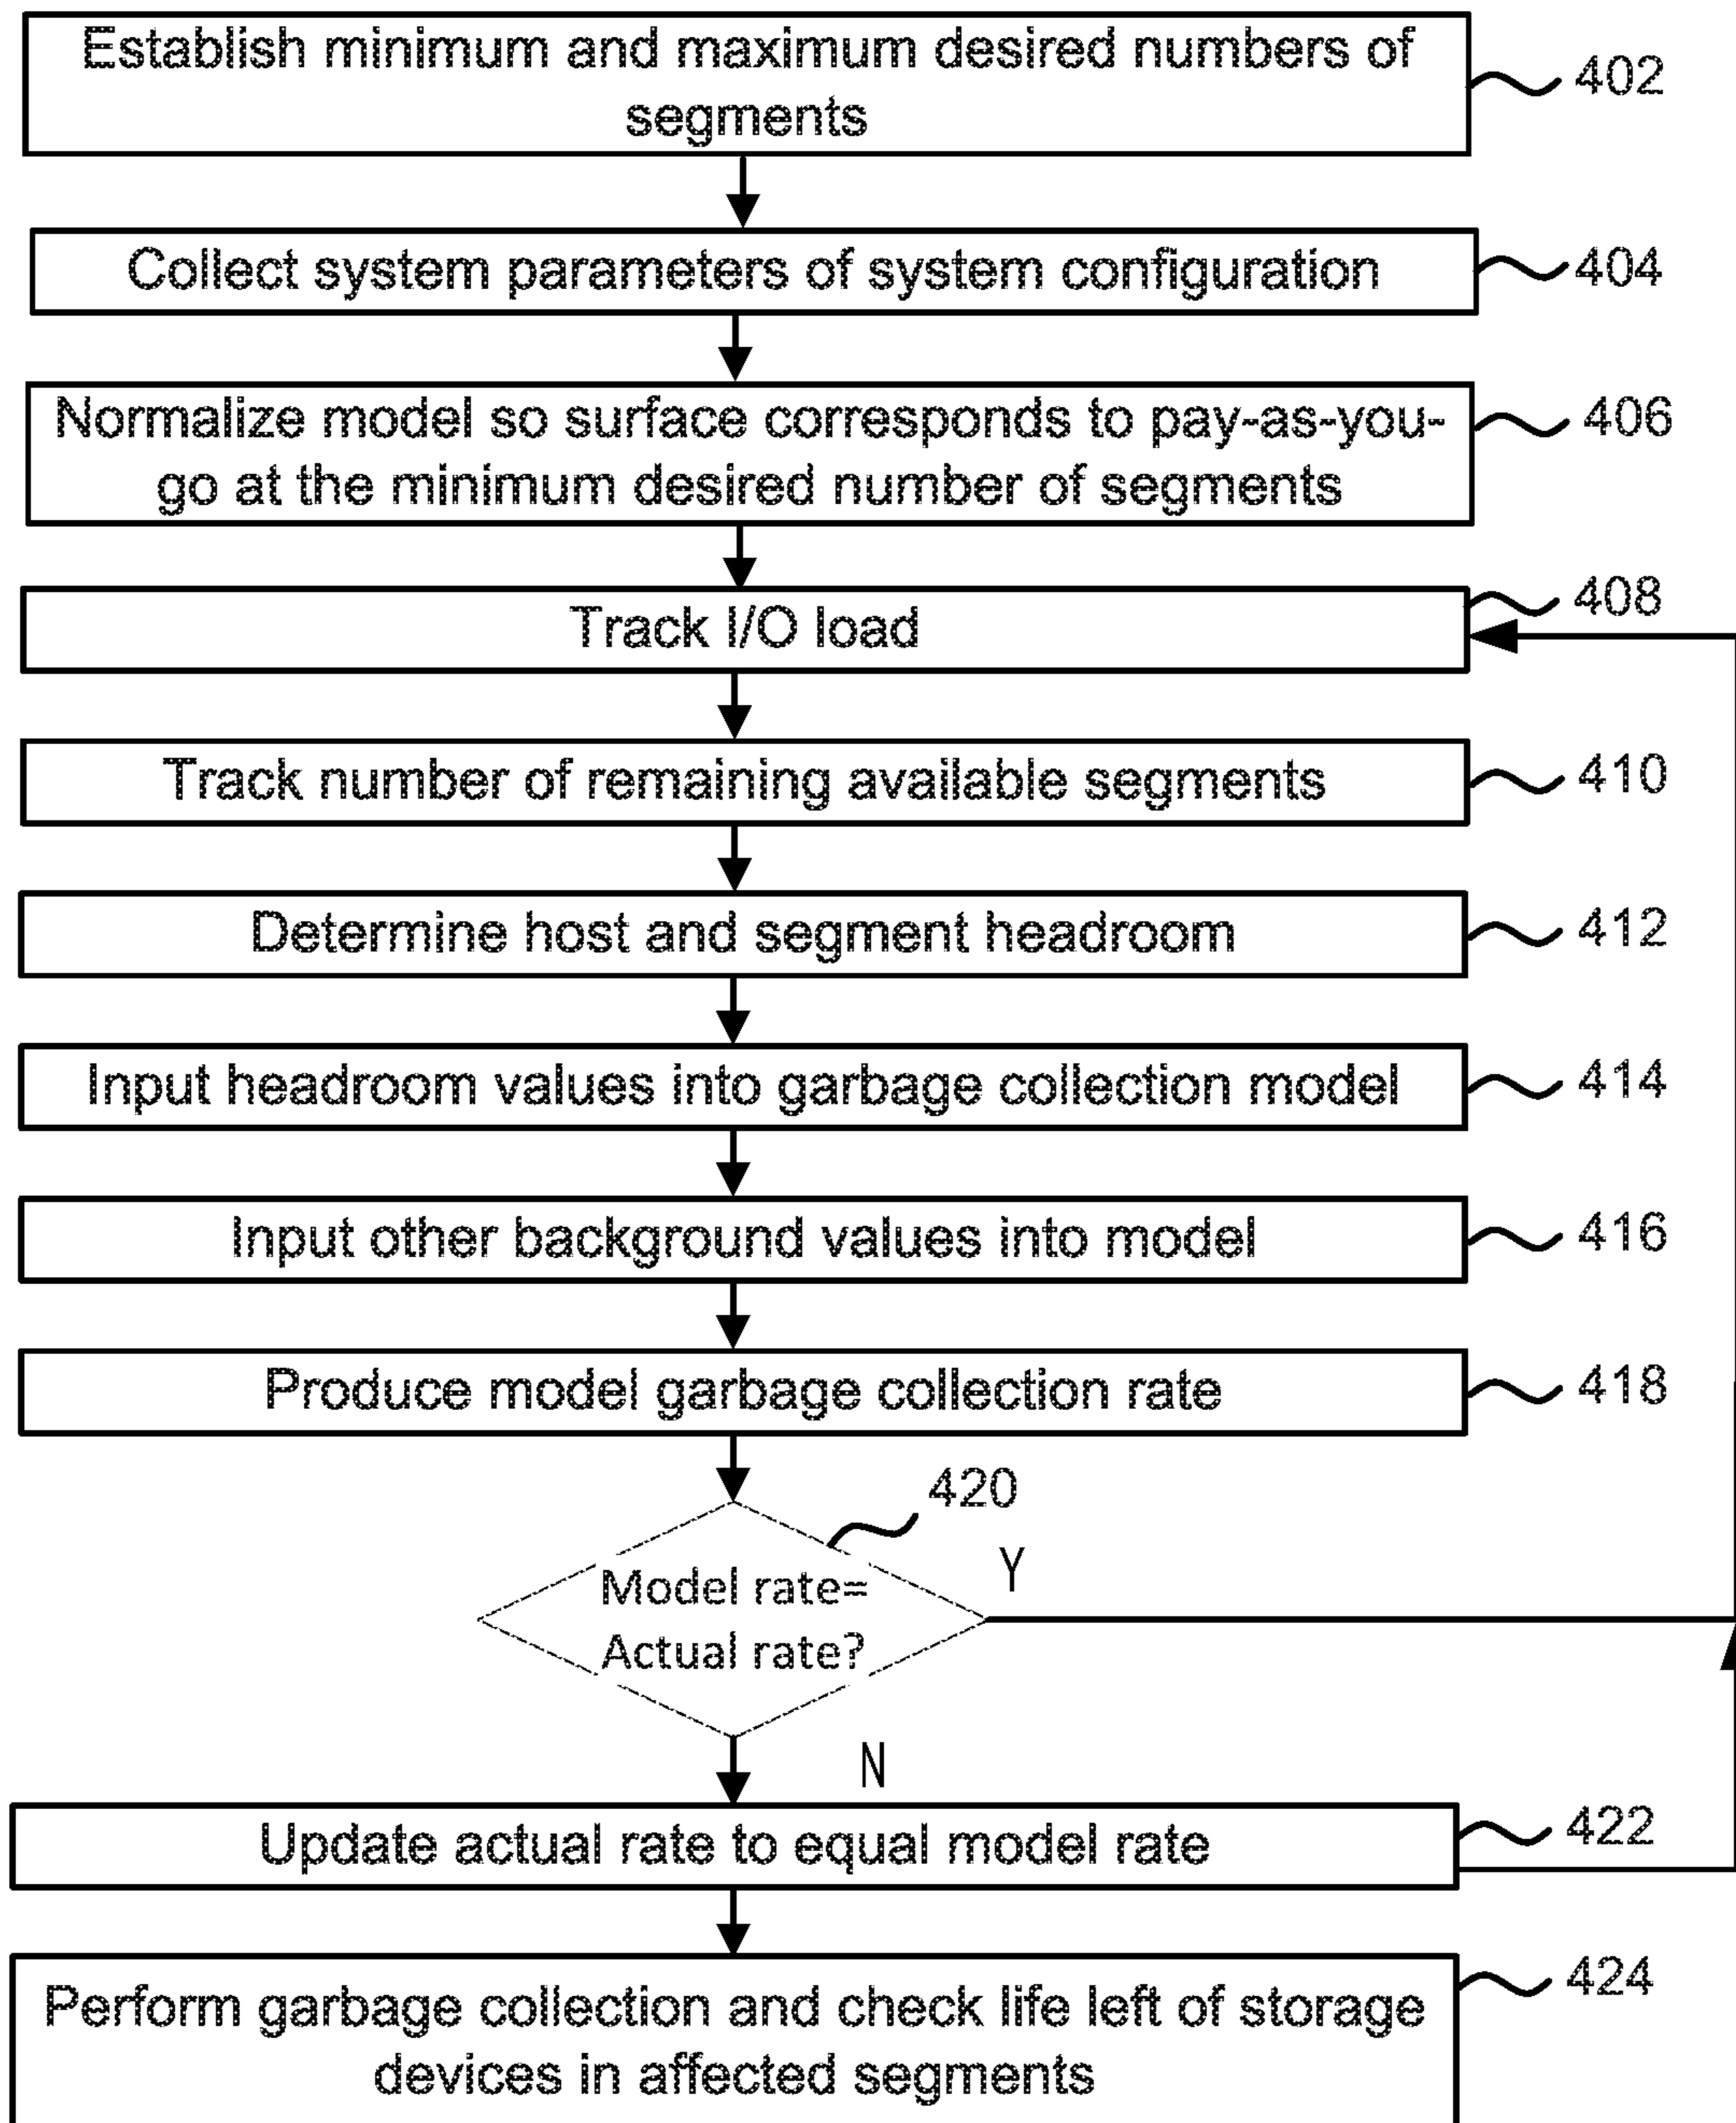 Establish minimum and maximum desired numbers of
segments
402
Collect system parameters of system configuration
404
Normalize model so surface corresponds to pay-as-you-
go at the minimum desired number of segments
406
Track I/O load
408
Track number of remaining available segments
410
Determine host and segment headroom
412
Input headroom values into garbage collection model
414
Input other background values into model
416
Produce model garbage collection rate
418
420
Model rate=
Actual rate?
Y
N
Update actual rate to equal model rate
422
Perform garbage collection and check life left of storage
devices in affected segments
424